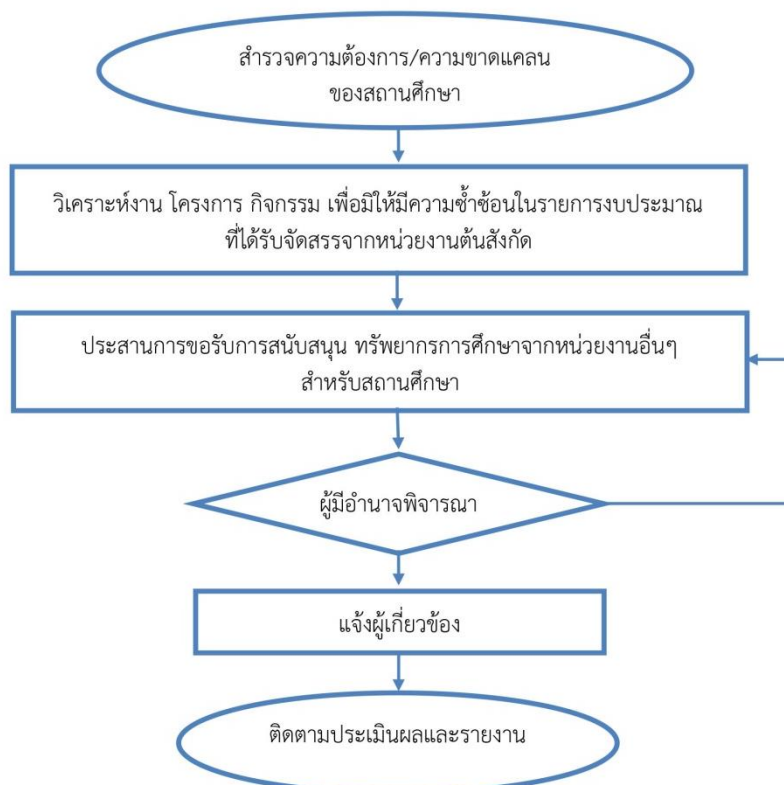 สำรวจความต้องการ/ความขาดแคลน
ของสถานศึกษา
วิเคราะห์งาน โครงการ กิจกรรม เพื่อมิให้มีความซ้ำซ้อนในรายการงบประมาณ
ที่ได้รับจัดสรรจากหน่วยงานต้นสังกัด
ประสานการขอรับการสนับสนุน ทรัพยากรการศึกษาจากหน่วยงานอื่นๆ
สำหรับสถานศึกษา
ผู้มีอำนาจพิจารณา
แจ้งผู้เกี่ยวข้อง
ติดตามประเมินผลและรายงาน